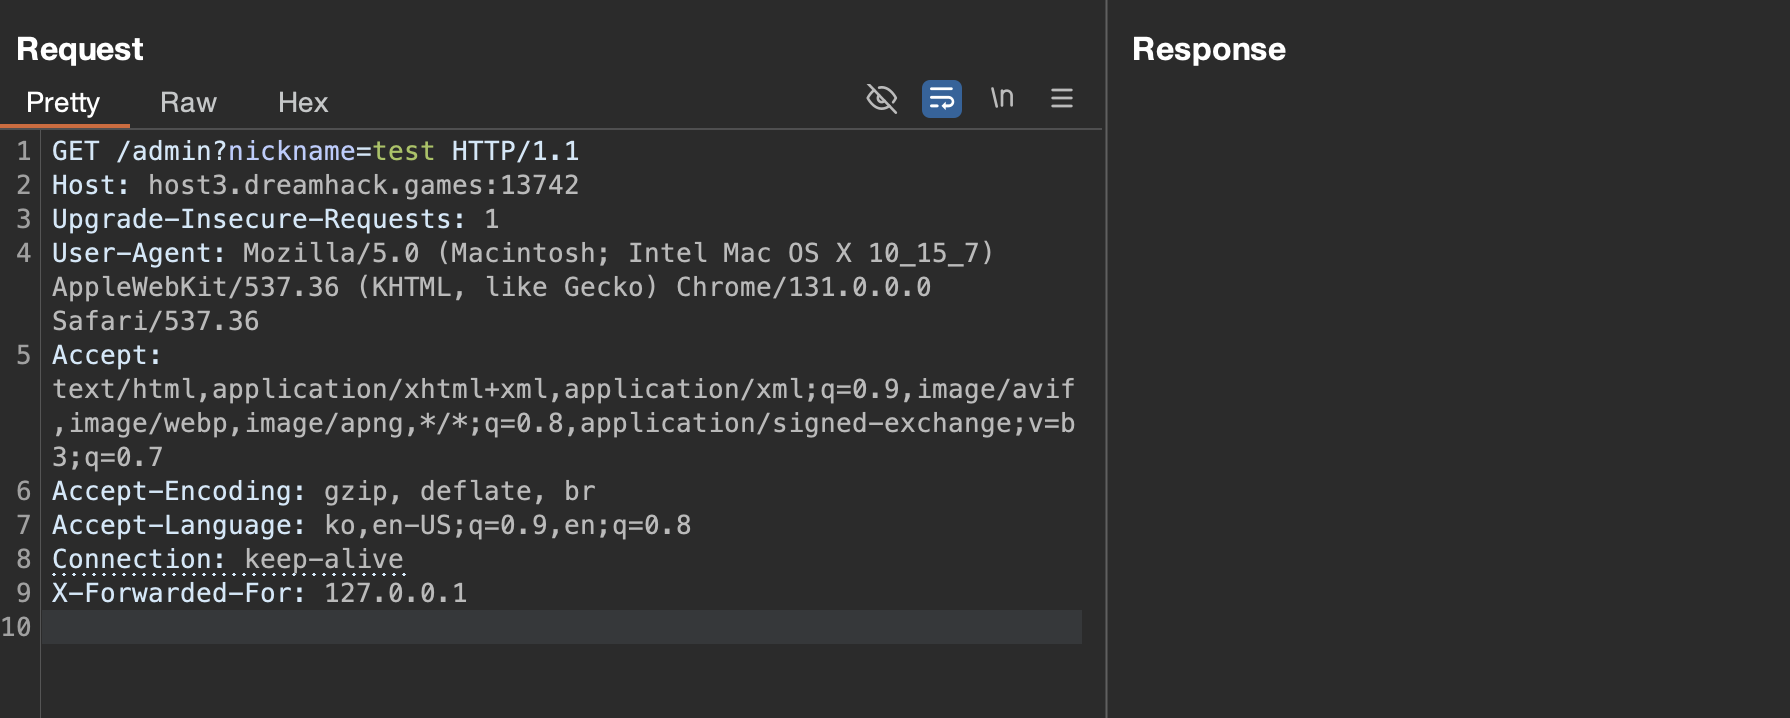 Request
Pretty Raw Hex
\n
1 GET /admin?nickname=test HTTP/1.1
2 Host: host3.dreamhack.games:13742
3 Upgrade-Insecure-Requests: 1
4 User-Agent: Mozilla/5.0 (Macintosh; Intel Mac OS X 10_15_7)
AppleWebKit/537.36 (KHTML, like Gecko) Chrome/131.0.0.0
Safari/537.36
5 Accept:
text/html,application/xhtml+xml,application/xml;q=0.9,image/avif
,image/webp,image/apng,*/*;q=0.8,application/signed-exchange;v=b
3;q=0.7
6 Accept-Encoding: gzip, deflate, br
7 Accept-Language: ko,en-US;q=0.9,en;q=0.8
8 Connection: keep-alive
9 X-Forwarded-For: 127.0.0.1
10
Response